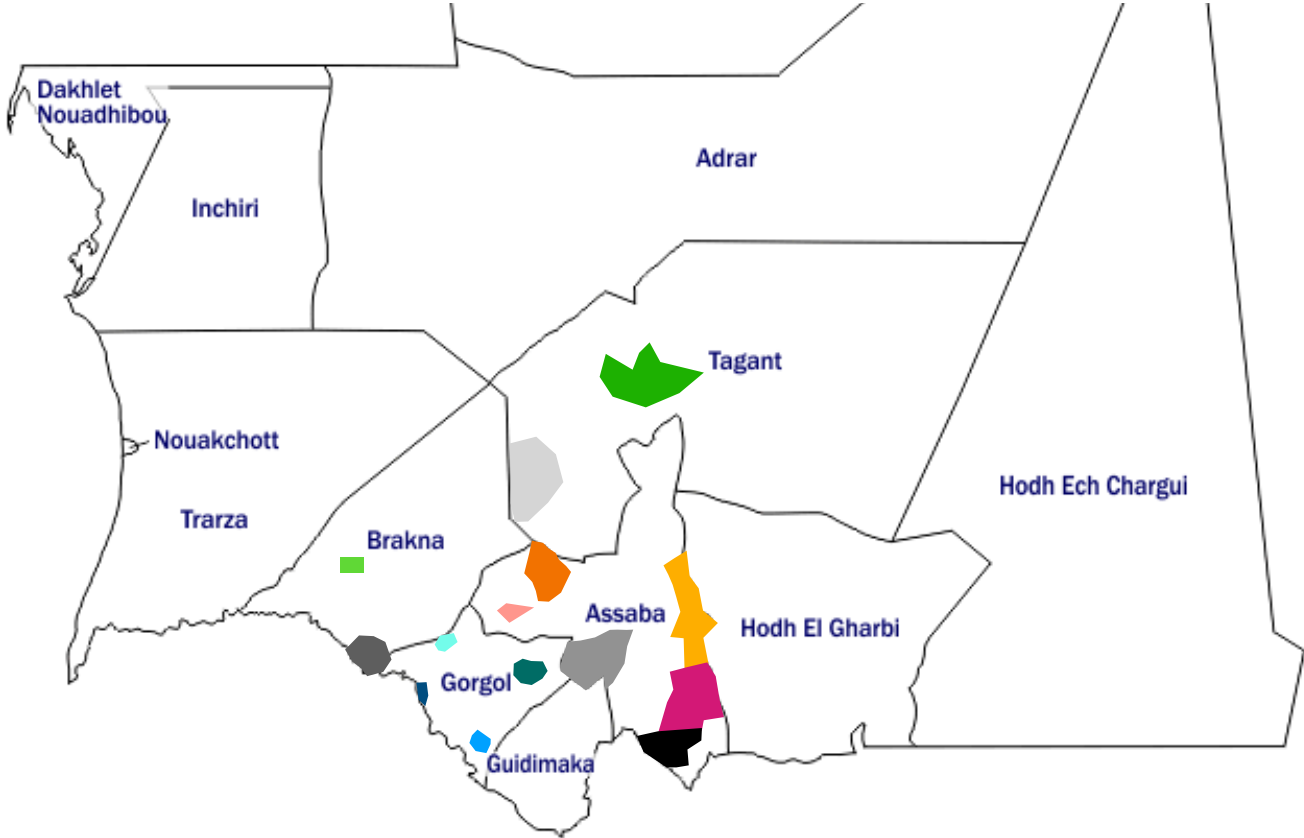 Dakhlet
Nouadhibou
Adrar
Inchiri
Tagant
Nouakchott
Hodh Ech Chargui
Trarza
Brakna
Assaba
Hodh El Gharbi
Gorgol
Guidimaka